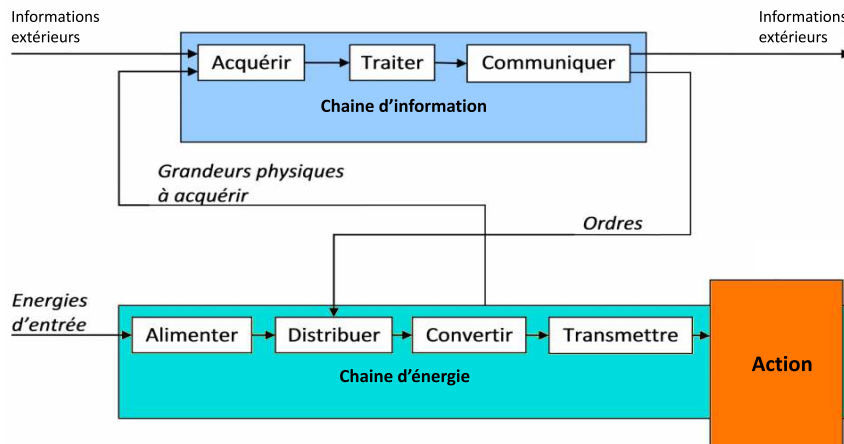 Informations
extérieurs
Informations
extérieurs
Acquérir
Traiter
Communiquer
Chaine d’information
Grandeurs physiques
à acquérir
Ordres
Energies
d’entrée
Alimenter
Distribuer
Convertir
Transmettre
Action
Chaine d’énergie